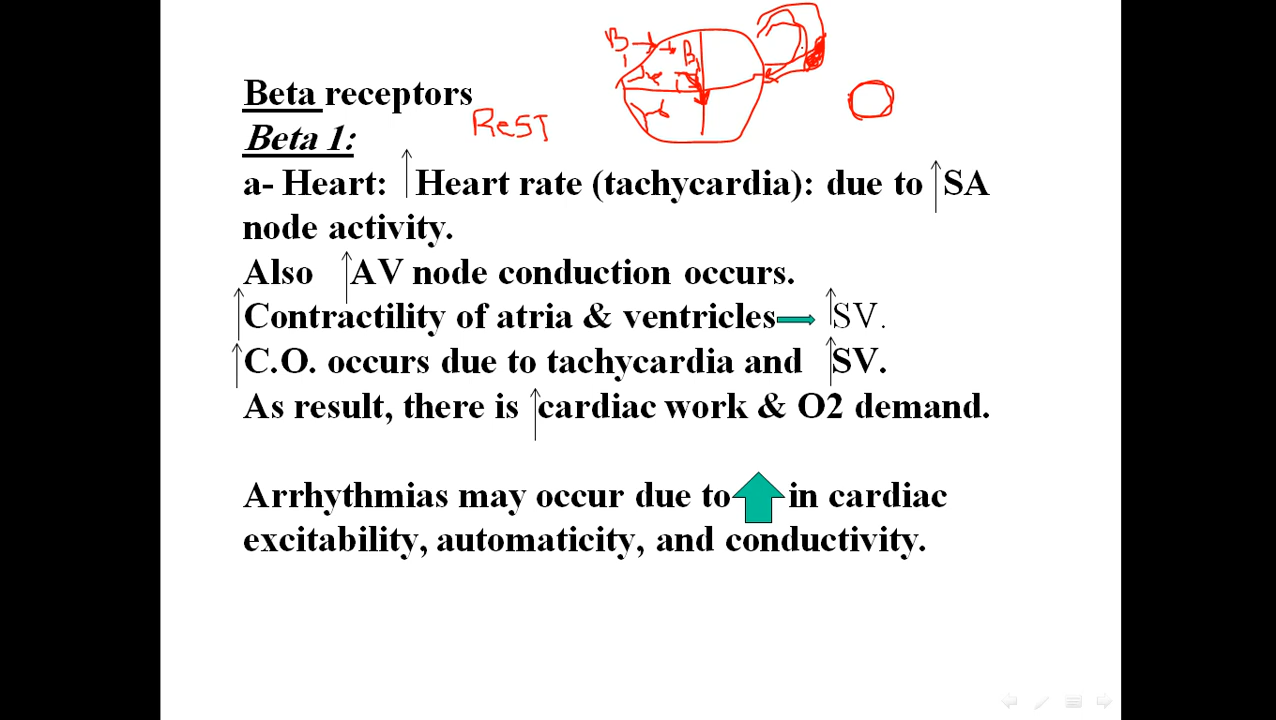 B
1
B
Beta receptors
ReST
Beta 1:
a- Heart: ↑Heart rate (tachycardia): due to ↑SA
node activity.
Also ↑AV node conduction occurs.
↑Contractility of atria & ventricles→ ↑SV.
↑C.O. occurs due to tachycardia and ↑SV.
As result, there is ↑cardiac work & O2 demand.
Arrhythmias may occur due to ↑ in cardiac
excitability, automaticity, and conductivity.